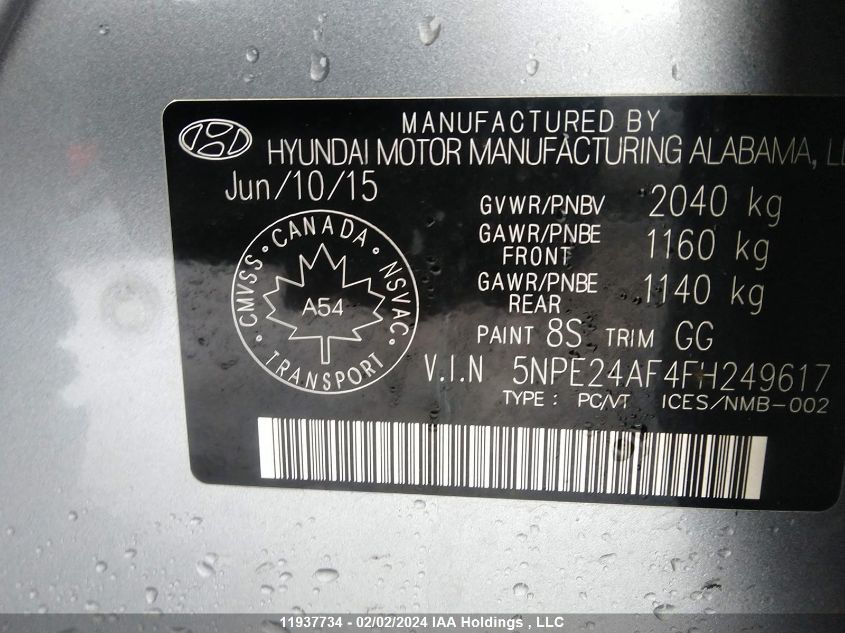 MANUFACTURED BY
HYUNDAI MOTOR MANUFACTURING ALABAMA,
Jun/10/15
GVWR/PNBV 2040 kg
GAWR/PNBE FRONT 1160 kg
GAWR/PNBE REAR 1140 kg
CANADA
CMVSS • NSVAC
A54
TRANSPORT
PAINT 8S TRIM GG
V.I.N 5NPE24AF4FH249617
TYPE : PC/VT ICES/NMB-002
11937734 - 02/02/2024 IAA Holdings , LLC